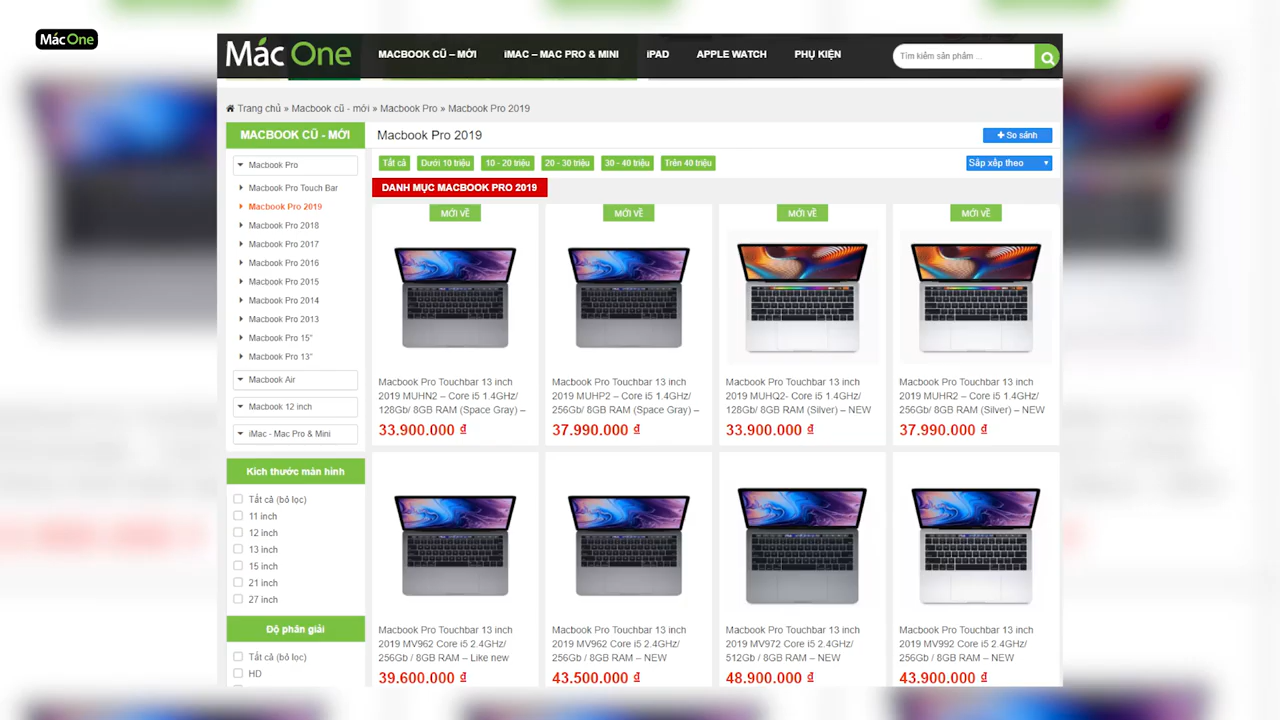 Mác One
Mác One
MACBOOK CŨ – MỚI
iMAC – MAC PRO & MINI
iPAD
APPLE WATCH
PHỤ KIỆN
Tìm kiếm sản phẩm ...
Trang chủ » Macbook cũ - mới » Macbook Pro » Macbook Pro 2019
MACBOOK CŨ - MỚI
Macbook Pro
Macbook Pro Touch Bar
Macbook Pro 2019
Macbook Pro 2018
Macbook Pro 2017
Macbook Pro 2016
Macbook Pro 2015
Macbook Pro 2014
Macbook Pro 2013
Macbook Pro 15"
Macbook Pro 13"
Macbook Air
Macbook 12 inch
iMac - Mac Pro & Mini
Kích thước màn hình
Tất cả (bỏ lọc)
11 inch
12 inch
13 inch
15 inch
21 inch
27 inch
Độ phân giải
Tất cả (bỏ lọc)
HD
Macbook Pro 2019
+ So sánh
Tất cả
Dưới 10 triệu
10 - 20 triệu
20 - 30 triệu
30 - 40 triệu
Trên 40 triệu
Sắp xếp theo
DANH MỤC MACBOOK PRO 2019
MỚI VỀ
Macbook Pro Touchbar 13 inch
2019 MUHN2 – Core i5 1.4GHz/
128Gb/ 8GB RAM (Space Gray) –
33.900.000 ₫
MỚI VỀ
Macbook Pro Touchbar 13 inch
2019 MUHP2 – Core i5 1.4GHz/
256Gb/ 8GB RAM (Space Gray) –
37.990.000 ₫
MỚI VỀ
Macbook Pro Touchbar 13 inch
2019 MUHQ2- Core i5 1.4GHz/
128Gb/ 8GB RAM (Silver) – NEW
33.900.000 ₫
MỚI VỀ
Macbook Pro Touchbar 13 inch
2019 MUHR2 – Core i5 1.4GHz/
256Gb/ 8GB RAM (Silver) – NEW
37.990.000 ₫
Macbook Pro Touchbar 13 inch
2019 MV962 Core i5 2.4GHz/
256Gb / 8GB RAM – Like new
39.600.000 ₫
Macbook Pro Touchbar 13 inch
2019 MV962 Core i5 2.4GHz/
256Gb / 8GB RAM – NEW
43.500.000 ₫
Macbook Pro Touchbar 13 inch
2019 MV972 Core i5 2.4GHz/
512Gb / 8GB RAM – NEW
48.900.000 ₫
Macbook Pro Touchbar 13 inch
2019 MV992 Core i5 2.4GHz/
256Gb / 8GB RAM – NEW
43.900.000 ₫